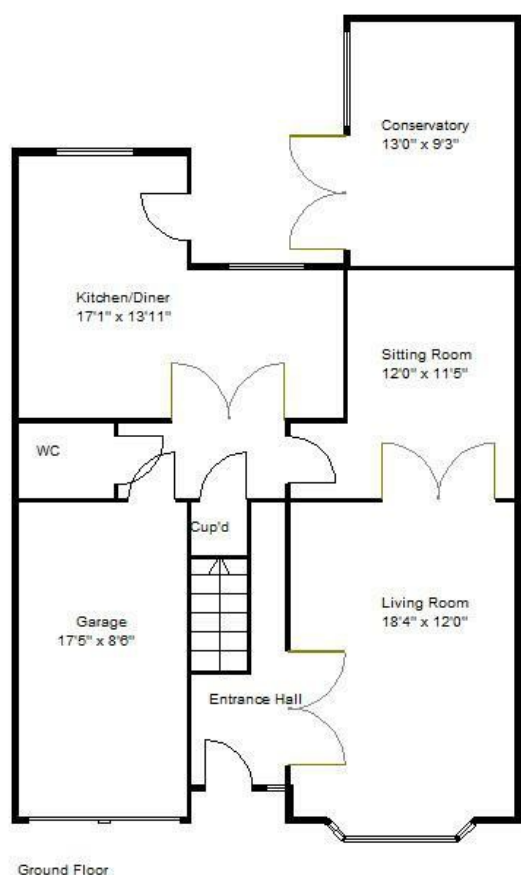 Conservatory
13'0" x 9'3"
Kitchen/Diner
17'1" x 13'11"
Sitting Room
12'0" x 11'5"
WC
Cup'd
Living Room
18'4" x 12'0"
Garage
17'5" x 8'6"
Entrance Hall
Ground Floor